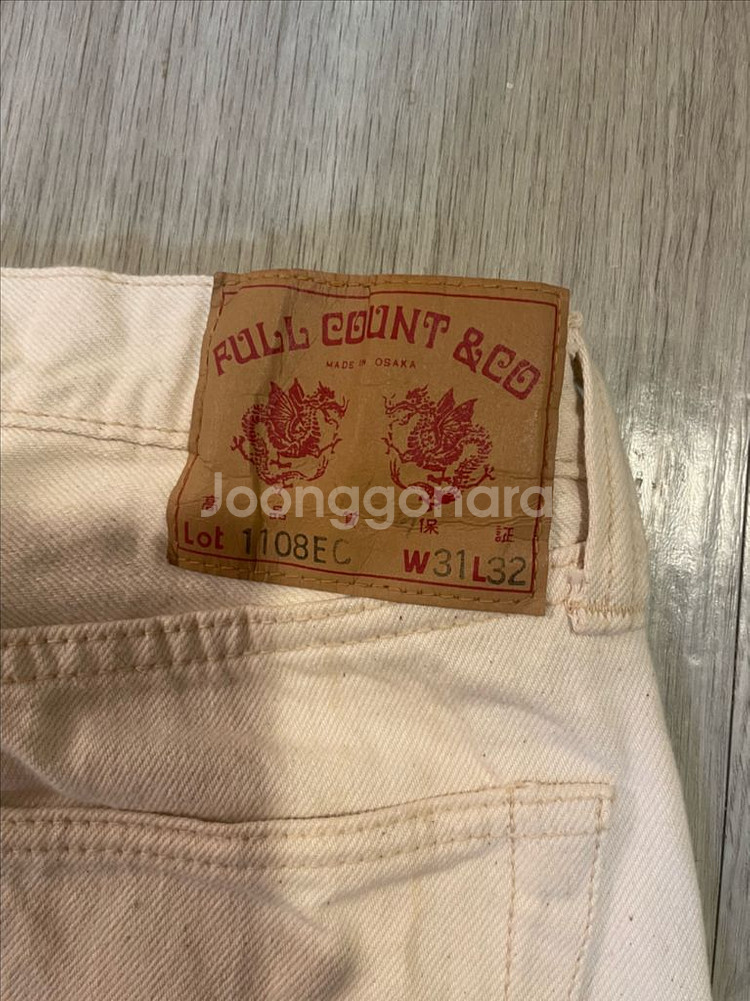 FULL COUNT & CO
MADE IN OSAKA
Joonggonara
保 証
Lot 1108EC W31L32